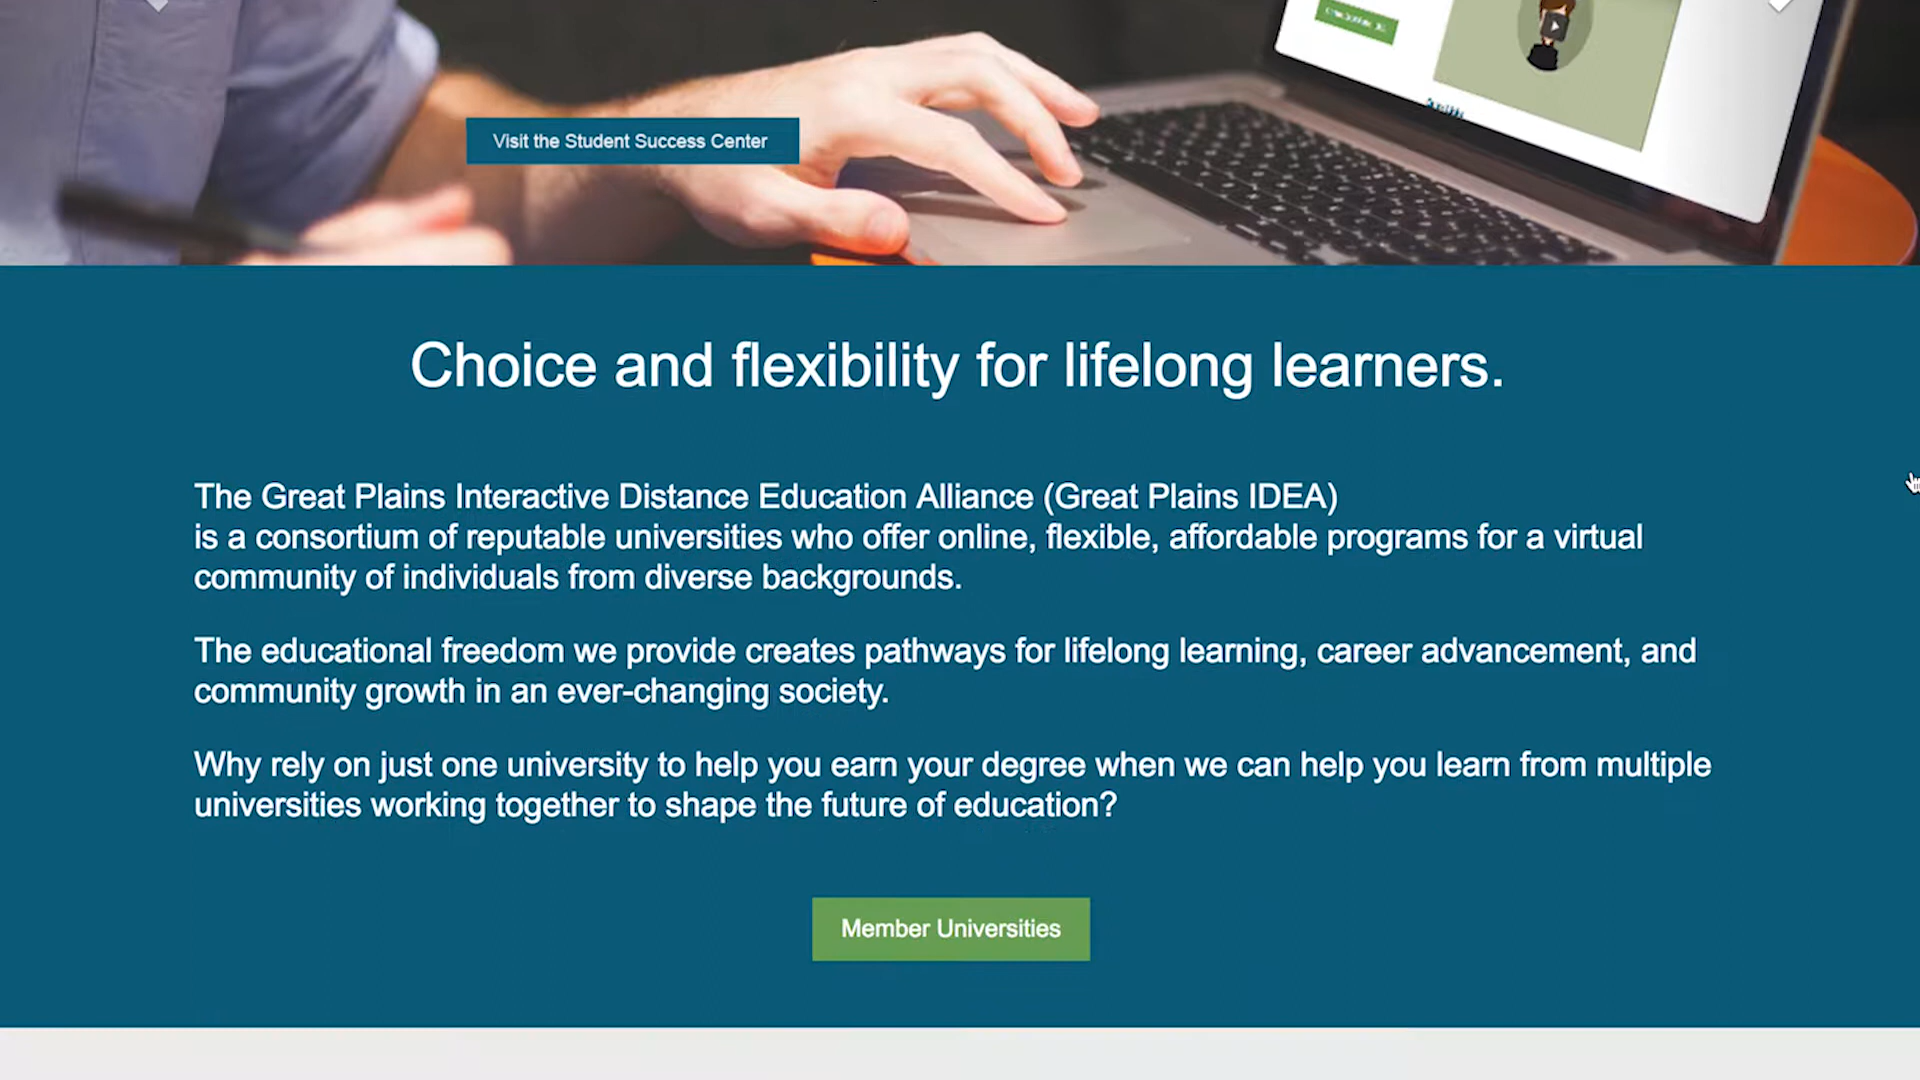 Visit the Student Success Center
Choice and flexibility for lifelong learners.
The Great Plains Interactive Distance Education Alliance (Great Plains IDEA)
is a consortium of reputable universities who offer online, flexible, affordable programs for a virtual
community of individuals from diverse backgrounds.
The educational freedom we provide creates pathways for lifelong learning, career advancement, and
community growth in an ever-changing society.
Why rely on just one university to help you earn your degree when we can help you learn from multiple
universities working together to shape the future of education?
Member Universities